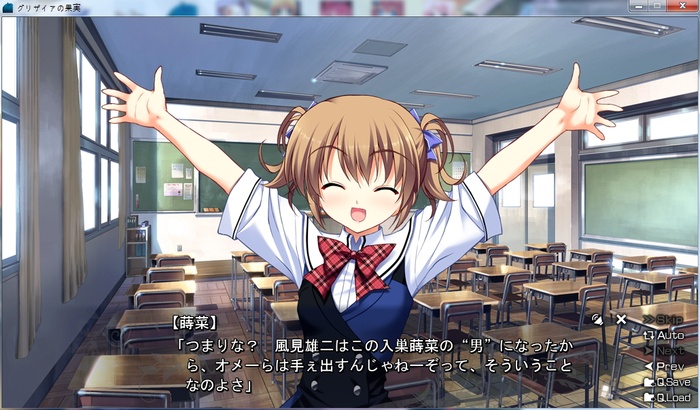 グリザイアの果実
【蒔菜】
「つまりな？　風見雄二はこの入巣蒔菜の“男”になったか
ら、オメーらは手ぇ出すんじゃねーぞって、そういうこと
なのよさ」
Skip
Auto
Next
Prev
Q.Save
Q.Load